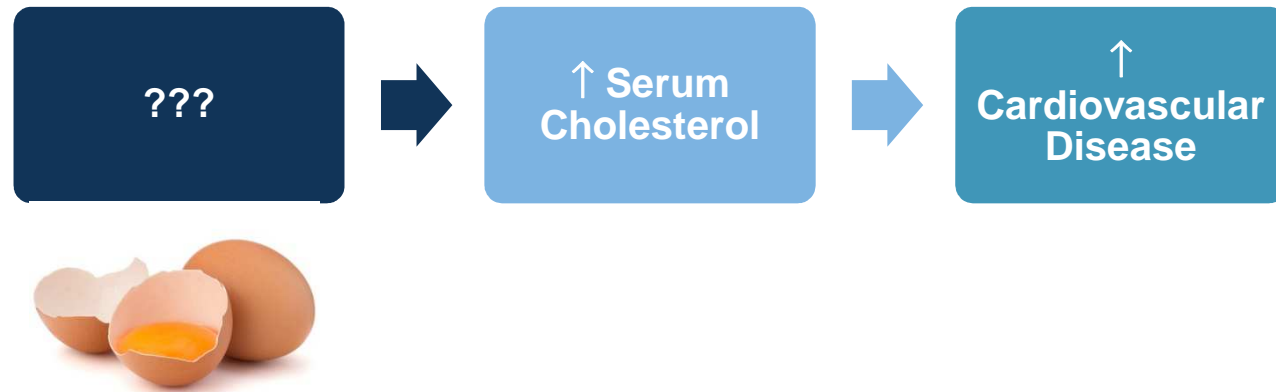 ???
↑ Serum
Cholesterol
↑
Cardiovascular
Disease